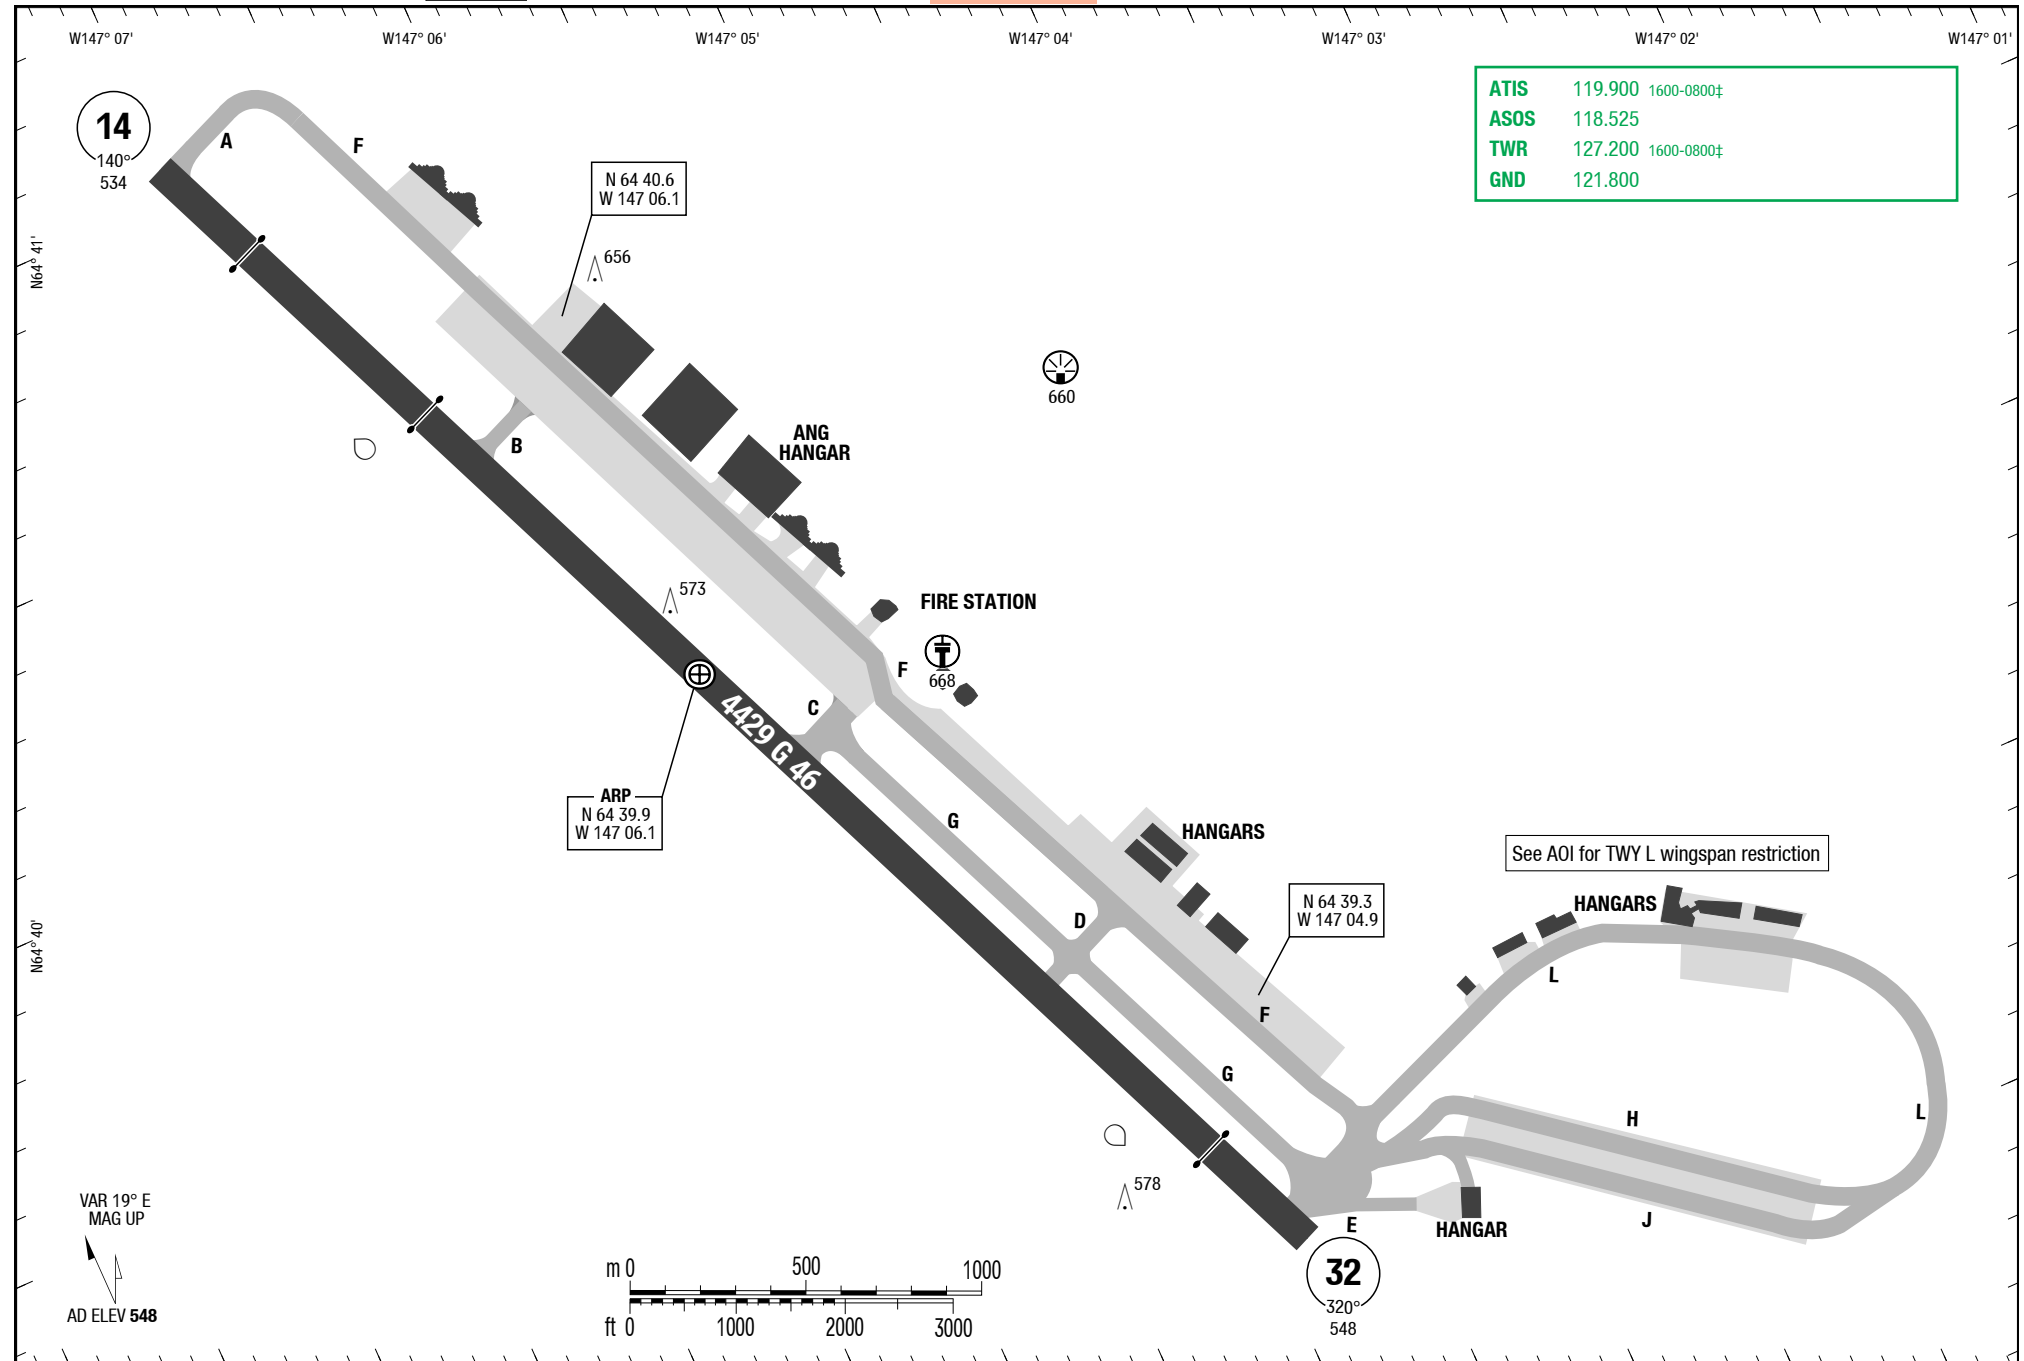 W147° 07'
W147° 06'
W147° 05'
W147° 04'
W147° 03'
W147° 02'
W147° 01'
ATIS 119.900 1600-0800‡
ASOS 118.525
TWR 127.200 1600-0800‡
GND 121.800
14
140°
534
A
F
N 64 40.6
W 147 06.1
656
N64° 41'
660
ANG
HANGAR
B
573
FIRE STATION
F
668
C
4429 G 46
ARP
N 64 39.9
W 147 06.1
G
HANGARS
See AOI for TWY L wingspan restriction
N 64 39.3
W 147 04.9
HANGARS
D
N64° 40'
L
F
G
H
L
578
VAR 19° E
MAG UP
E
HANGAR
J
32
320°
548
AD ELEV 548
m 0 500 1000
ft 0 1000 2000 3000